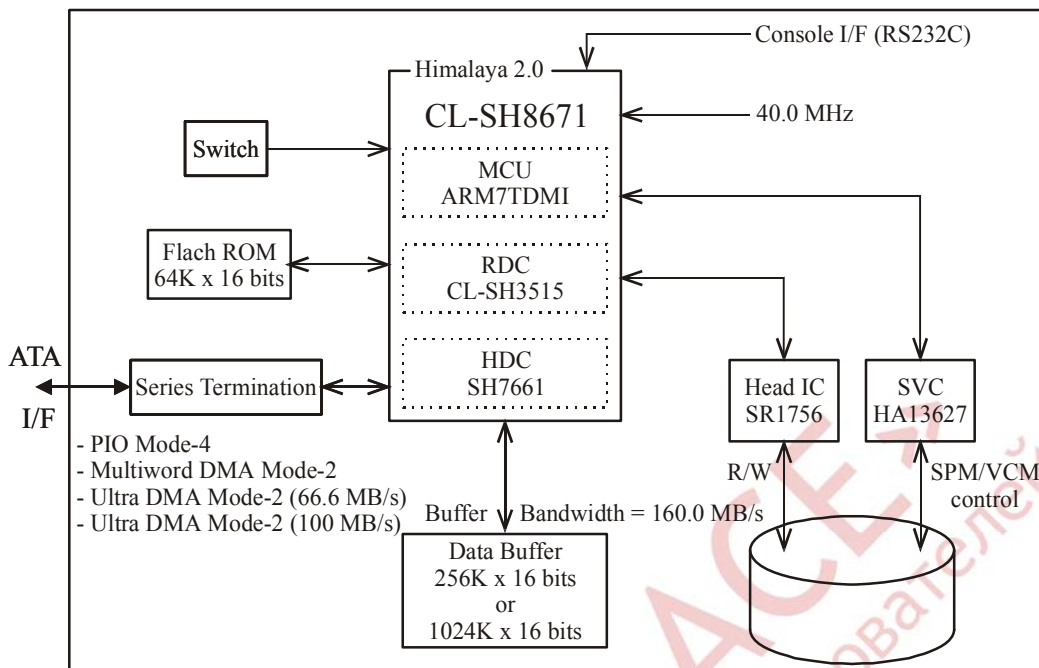 Console I/F (RS232C)
Himalaya 2.0
CL-SH8671
40.0 MHz
Switch
MCU
ARM7TDMI
Flach ROM
64K x 16 bits
RDC
CL-SH3515
ATA
I/F
Series Termination
HDC
SH7661
Head IC
SR1756
SVC
HA13627
- PIO Mode-4
- Multiword DMA Mode-2
- Ultra DMA Mode-2 (66.6 MB/s)
- Ultra DMA Mode-2 (100 MB/s)
R/W
SPM/VCM
control
Buffer Bandwidth = 160.0 MB/s
Data Buffer
256K x 16 bits
or
1024K x 16 bits